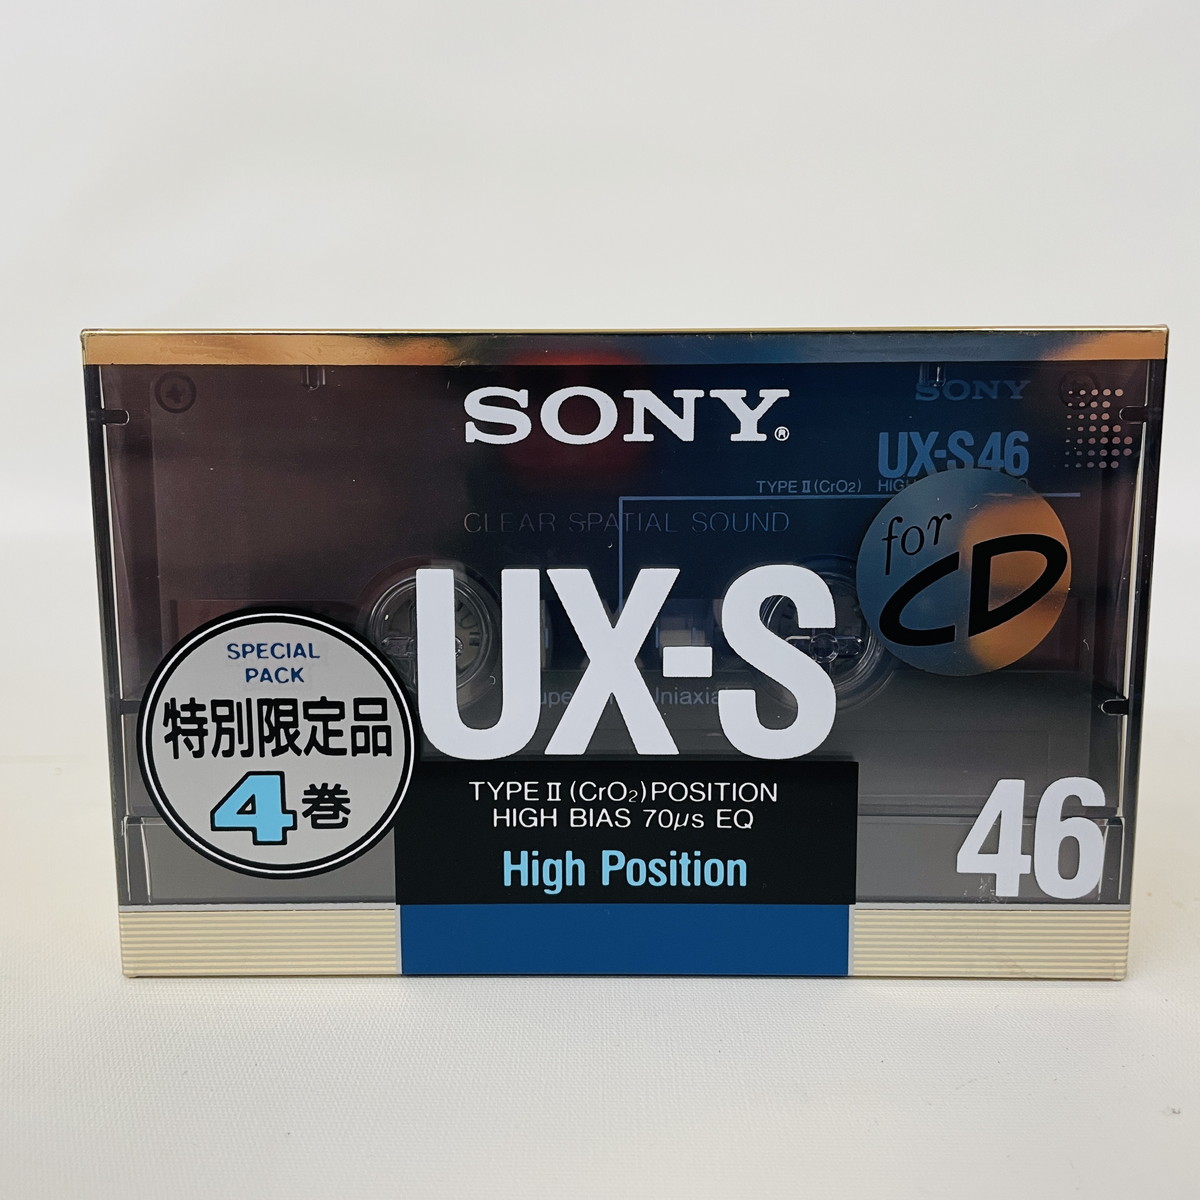 SONY®
SONY
UX-S46
TYPE II (CrO2) HIGH
CLEAR SPATIAL SOUND
for
CD
UX-S
SPECIAL
PACK
特別限定品
4巻
TYPE II (CrO2) POSITION
HIGH BIAS 70μs EQ
High Position
46